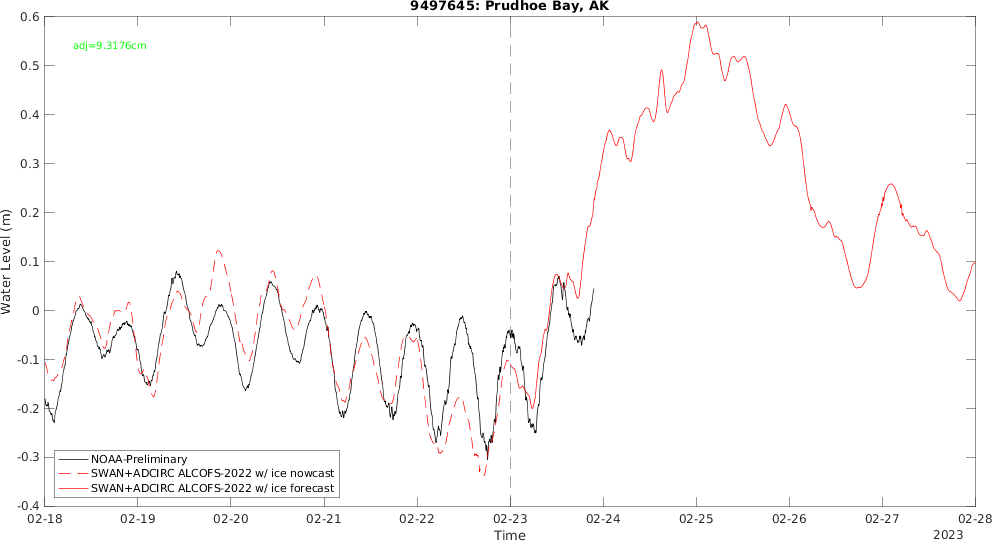 9497645: Prudhoe Bay, AK
adj=9.3176cm
0.6
0.5
0.4
0.3
0.2
0.1
0
-0.1
-0.2
-0.3
-0.4
Water Level (m)
NOAA-Preliminary
SWAN+ADCIRC ALCOFS-2022 w/ ice nowcast
SWAN+ADCIRC ALCOFS-2022 w/ ice forecast
02-18 02-19 02-20 02-21 02-22 02-23 02-24 02-25 02-26 02-27 02-28
Time
2023